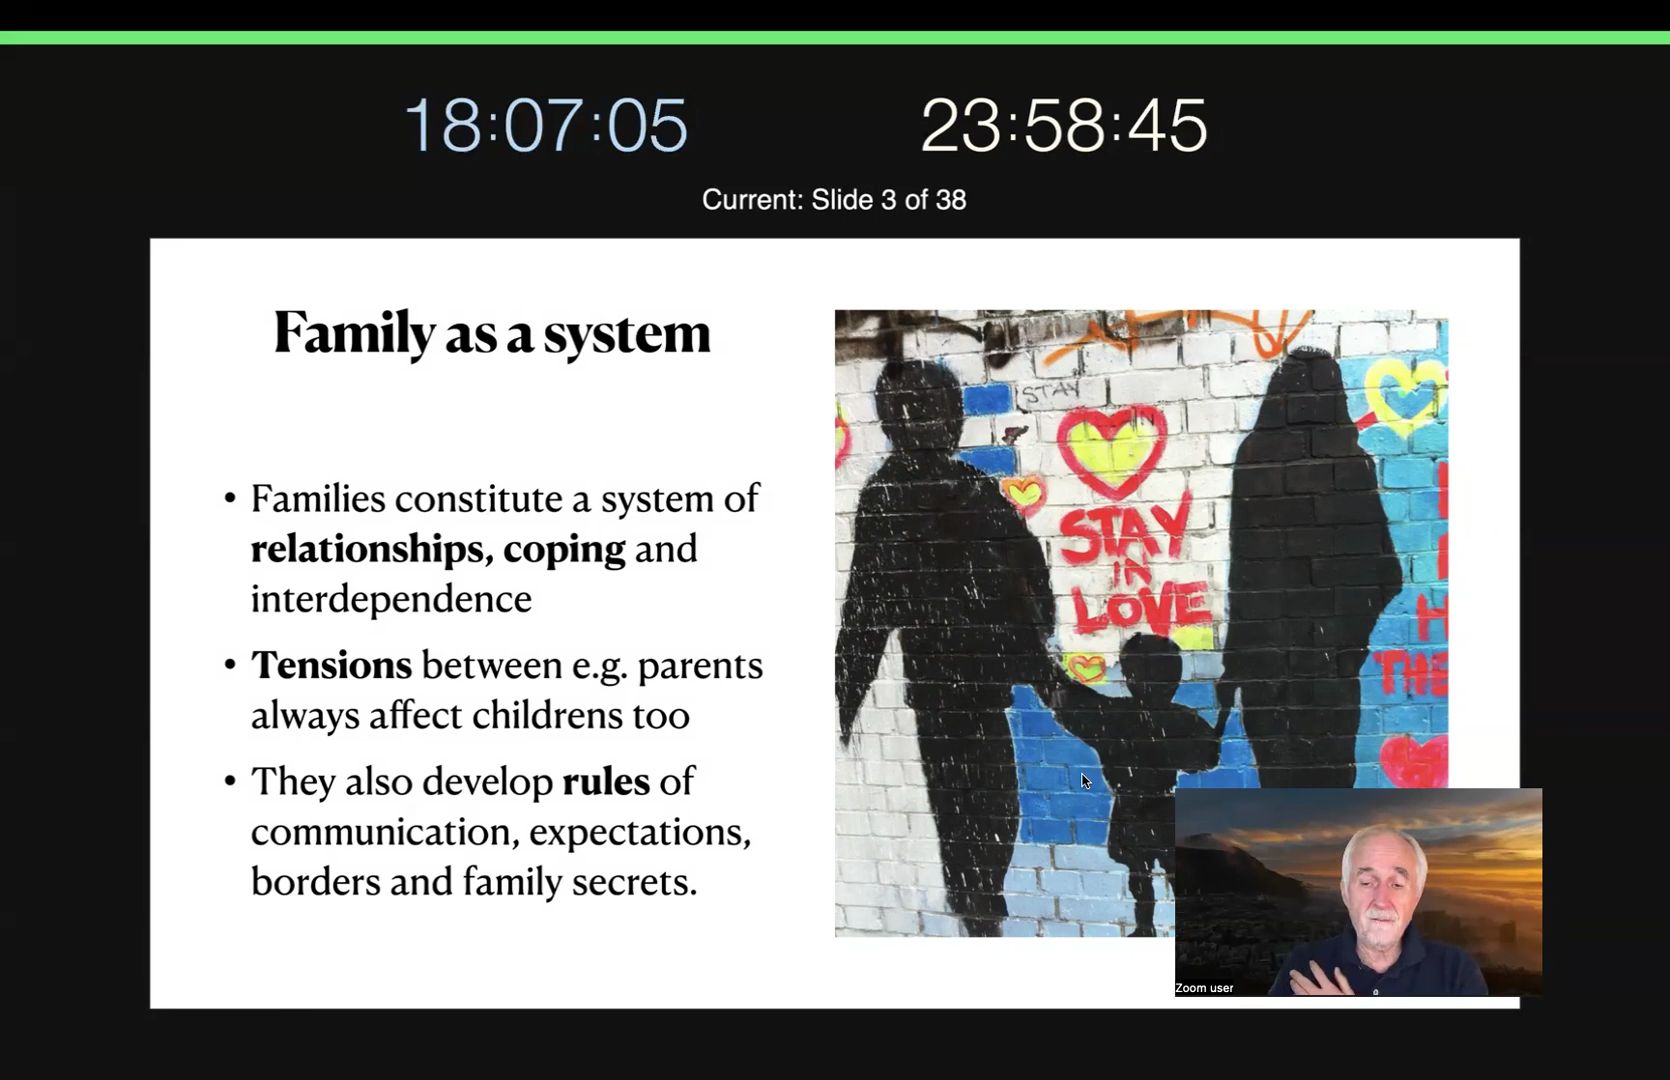 18:07:05
23:58:45
Current: Slide 3 of 38
Family as a system
• Families constitute a system of
relationships, coping and
interdependence
• Tensions between e.g. parents
always affect childrens too
• They also develop rules of
communication, expectations,
borders and family secrets.
STAY
IN
STAY
IN
LOVE
H
THE
Zoom user